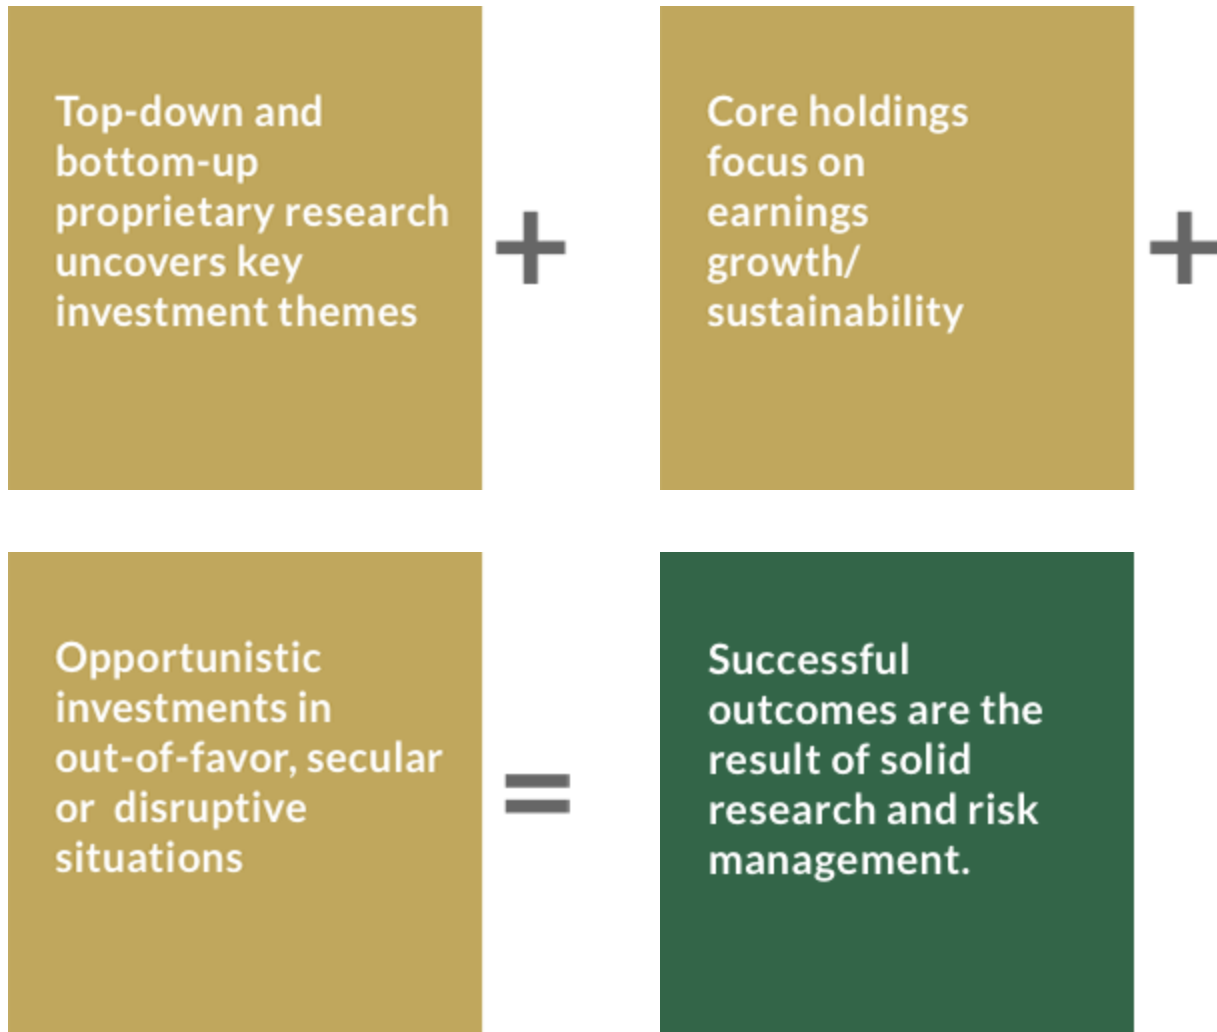 Top-down and
bottom-up
proprietary research
uncovers key
investment themes
+
Core holdings
focus on
earnings
growth/
sustainability
+
Opportunistic
investments in
out-of-favor, secular
or  disruptive
situations
=
Successful
outcomes are the
result of solid
research and risk
management.